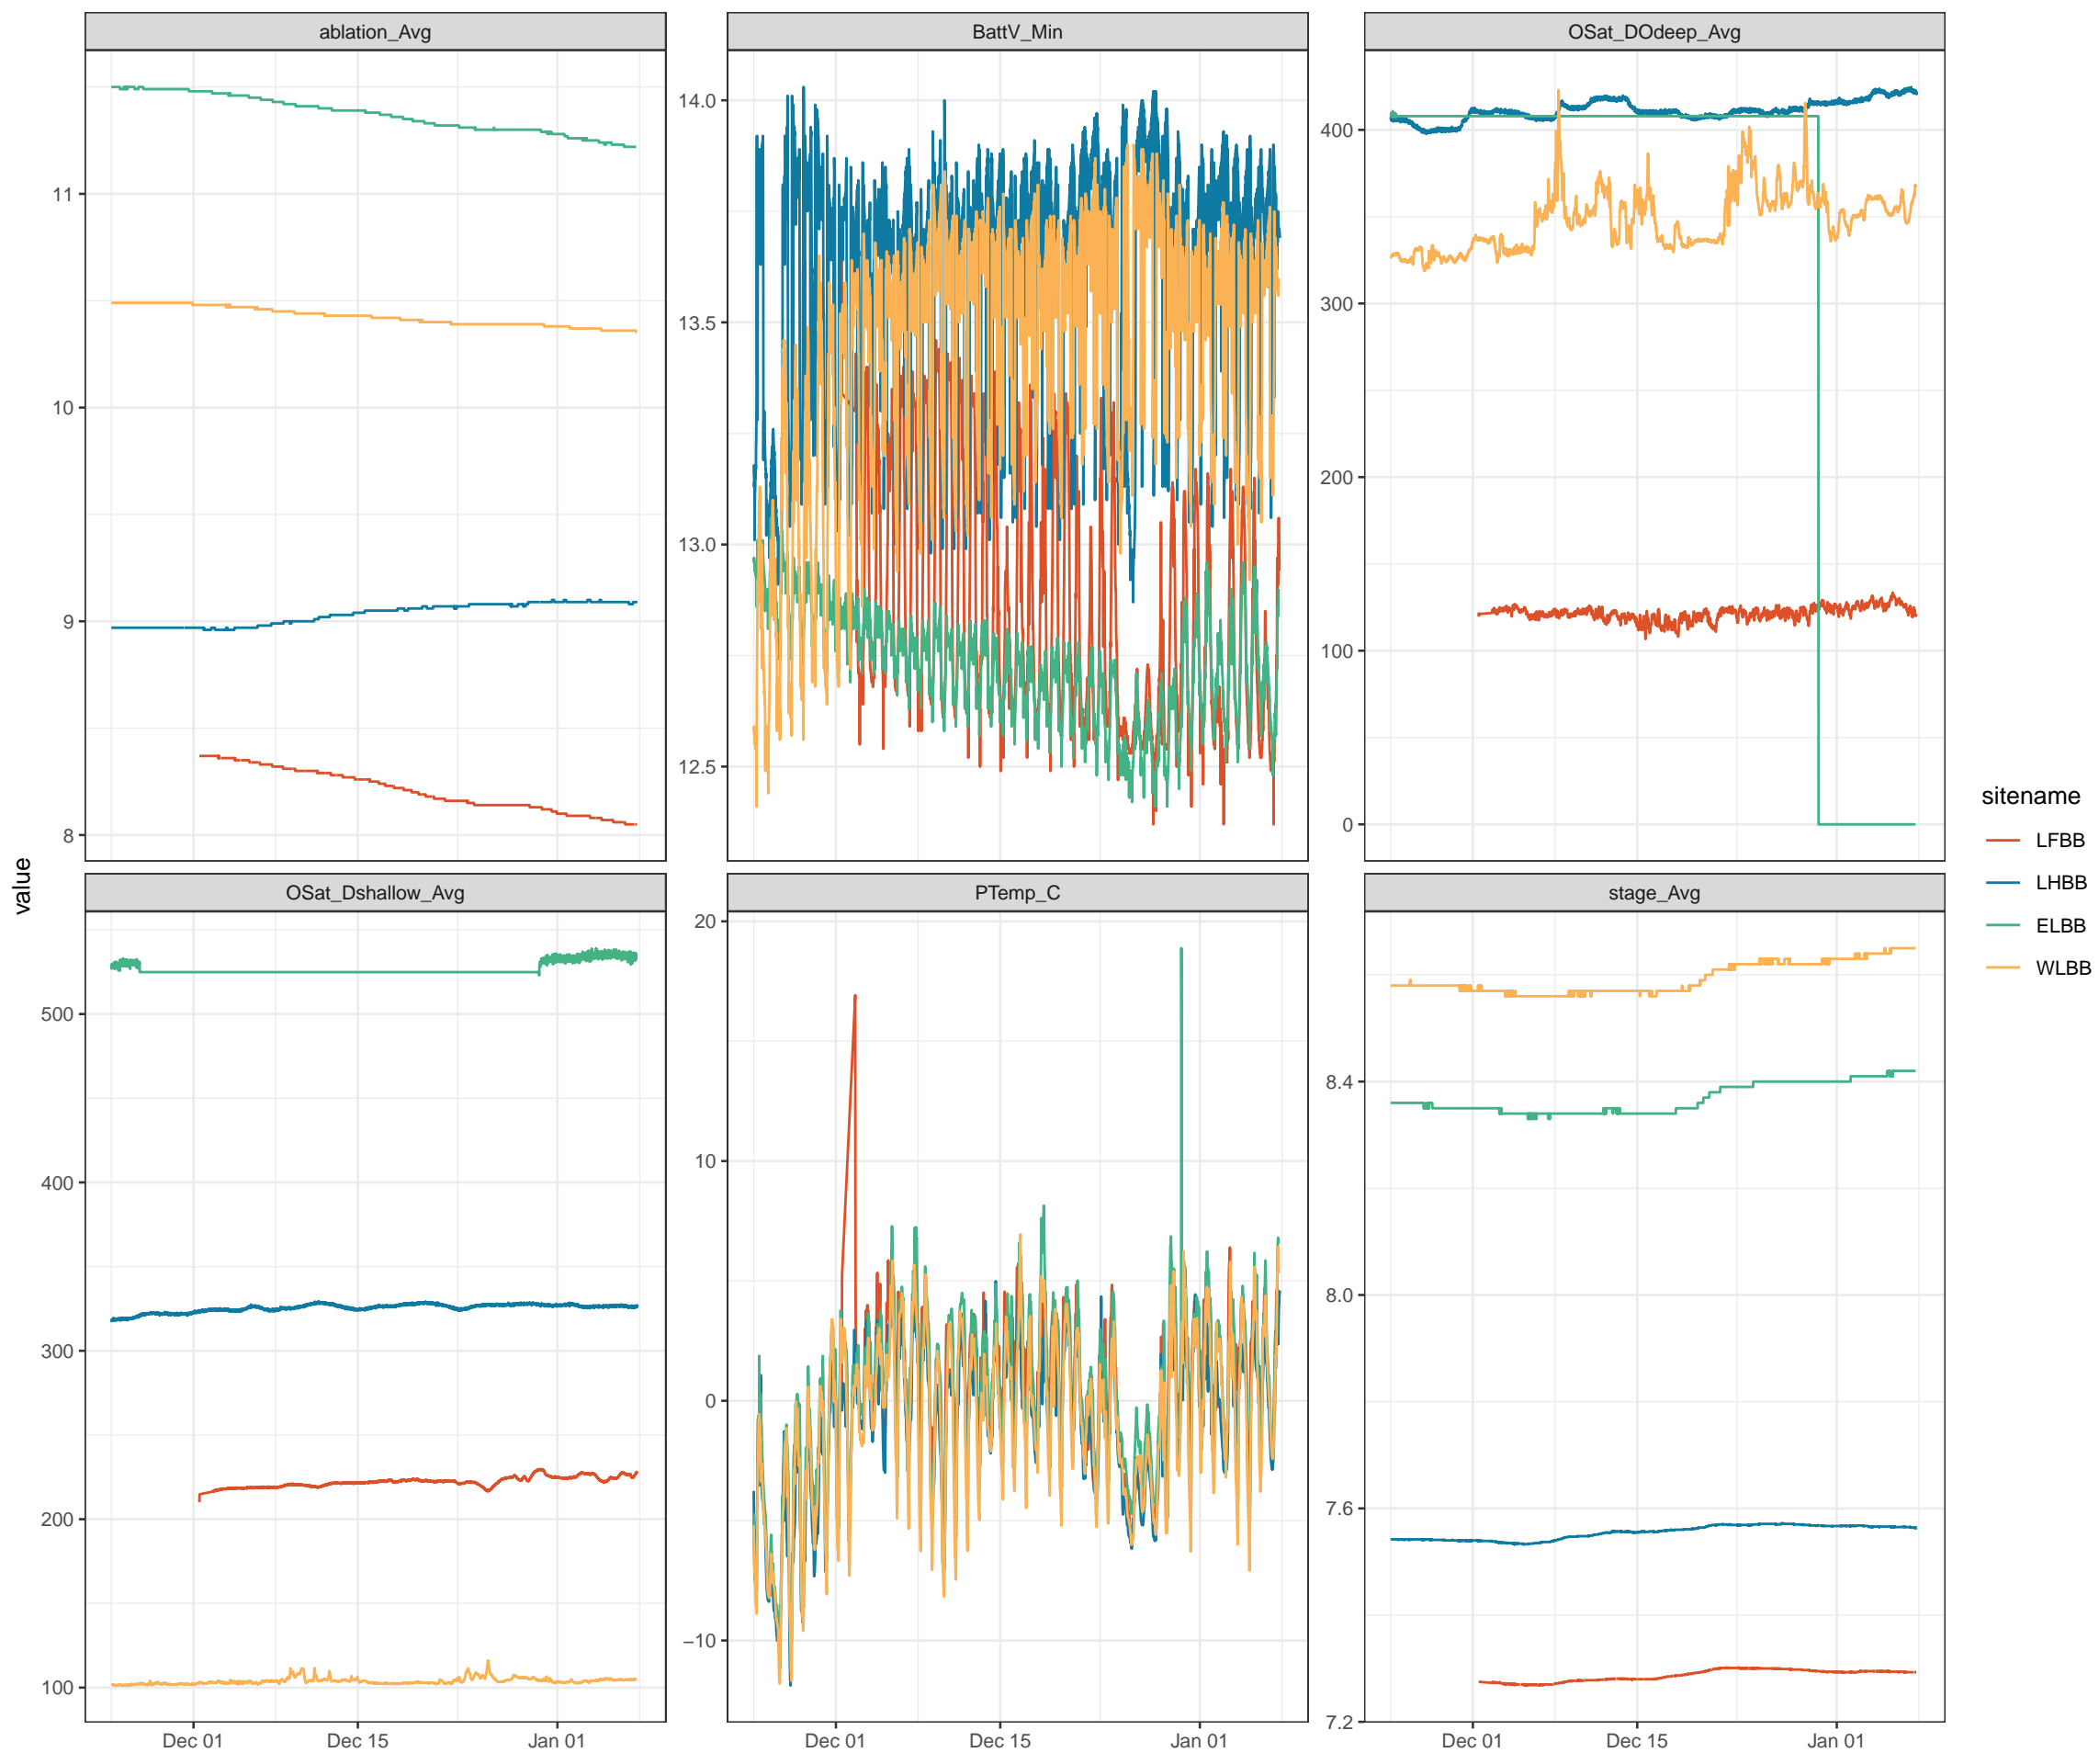 ablation_Avg
BattV_Min
OSat_DOdeep_Avg
11
10
9
8
14.0
13.5
13.0
12.5
400
300
200
100
0
value
OSat_Dshallow_Avg
PTemp_C
stage_Avg
500
400
300
200
100
20
10
0
−10
8.4
8.0
7.6
7.2
Dec 01
Dec 15
Jan 01
Dec 01
Dec 15
Jan 01
Dec 01
Dec 15
Jan 01
sitename
LFBB
LHBB
ELBB
WLBB